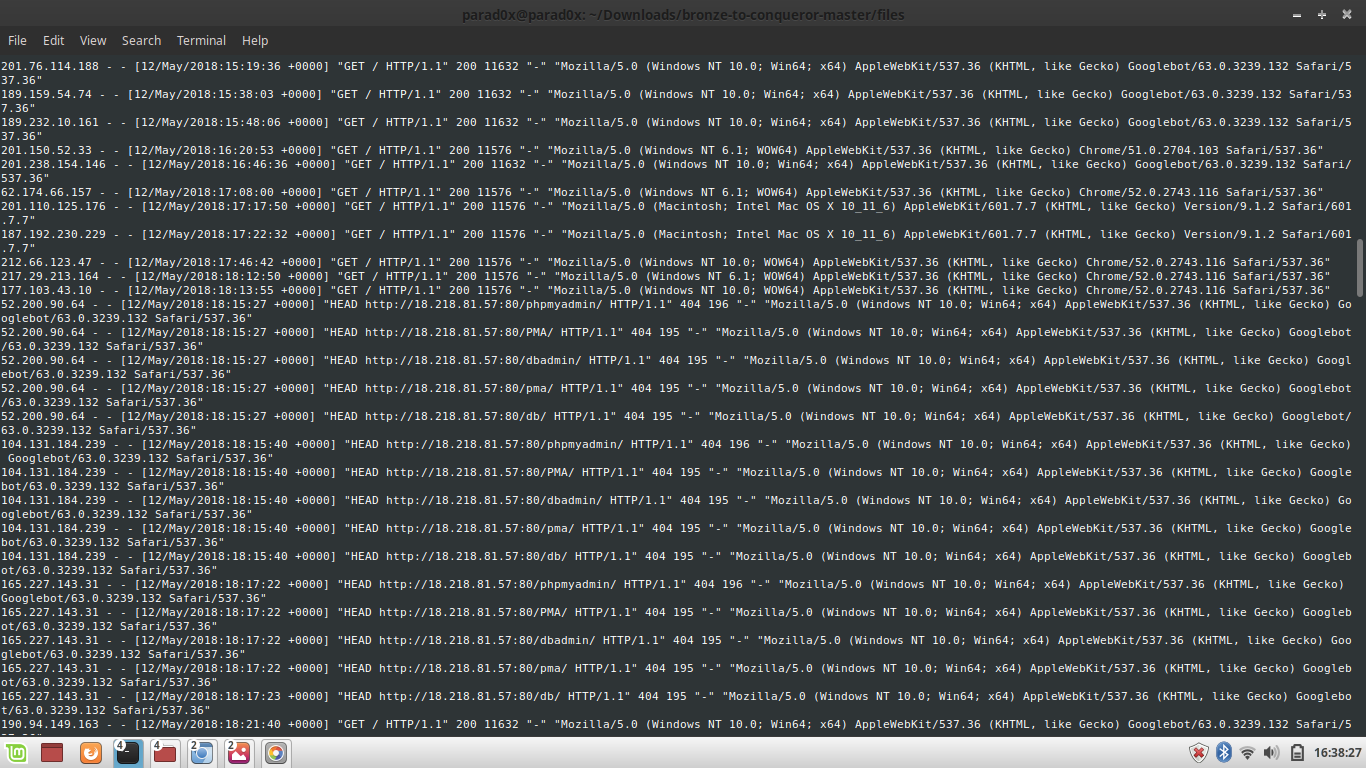 parad0x@parad0x: ~/Downloads/bronze-to-conqueror-master/files
File Edit View Search Terminal Help
201.76.114.188 - - [12/May/2018:15:19:36 +0000] "GET / HTTP/1.1" 200 11632 "-" "Mozilla/5.0 (Windows NT 10.0; Win64; x64) AppleWebKit/537.36 (KHTML, like Gecko) Googlebot/63.0.3239.132 Safari/5
37.36"
189.159.54.74 - - [12/May/2018:15:38:03 +0000] "GET / HTTP/1.1" 200 11632 "-" "Mozilla/5.0 (Windows NT 10.0; Win64; x64) AppleWebKit/537.36 (KHTML, like Gecko) Googlebot/63.0.3239.132 Safari/53
7.36"
189.232.10.161 - - [12/May/2018:15:48:06 +0000] "GET / HTTP/1.1" 200 11632 "-" "Mozilla/5.0 (Windows NT 10.0; Win64; x64) AppleWebKit/537.36 (KHTML, like Gecko) Googlebot/63.0.3239.132 Safari/5
37.36"
201.150.52.33 - - [12/May/2018:16:20:53 +0000] "GET / HTTP/1.1" 200 11576 "-" "Mozilla/5.0 (Windows NT 6.1; WOW64) AppleWebKit/537.36 (KHTML, like Gecko) Chrome/51.0.2704.103 Safari/537.36"
201.238.154.146 - - [12/May/2018:16:46:36 +0000] "GET / HTTP/1.1" 200 11632 "-" "Mozilla/5.0 (Windows NT 10.0; Win64; x64) AppleWebKit/537.36 (KHTML, like Gecko) Googlebot/63.0.3239.132 Safari/
537.36"
62.174.66.157 - - [12/May/2018:17:08:00 +0000] "GET / HTTP/1.1" 200 11576 "-" "Mozilla/5.0 (Windows NT 6.1; WOW64) AppleWebKit/537.36 (KHTML, like Gecko) Chrome/52.0.2743.116 Safari/537.36"
201.110.125.176 - - [12/May/2018:17:17:50 +0000] "GET / HTTP/1.1" 200 11576 "-" "Mozilla/5.0 (Macintosh; Intel Mac OS X 10_11_6) AppleWebKit/601.7.7 (KHTML, like Gecko) Version/9.1.2 Safari/601
.7.7"
187.192.230.229 - - [12/May/2018:17:22:32 +0000] "GET / HTTP/1.1" 200 11576 "-" "Mozilla/5.0 (Macintosh; Intel Mac OS X 10_11_6) AppleWebKit/601.7.7 (KHTML, like Gecko) Version/9.1.2 Safari/601
.7.7"
212.66.123.47 - - [12/May/2018:17:46:42 +0000] "GET / HTTP/1.1" 200 11576 "-" "Mozilla/5.0 (Windows NT 10.0; WOW64) AppleWebKit/537.36 (KHTML, like Gecko) Chrome/52.0.2743.116 Safari/537.36"
217.29.213.164 - - [12/May/2018:18:12:50 +0000] "GET / HTTP/1.1" 200 11576 "-" "Mozilla/5.0 (Windows NT 6.1; WOW64) AppleWebKit/537.36 (KHTML, like Gecko) Chrome/52.0.2743.116 Safari/537.36"
177.103.43.10 - - [12/May/2018:18:13:55 +0000] "GET / HTTP/1.1" 200 11576 "-" "Mozilla/5.0 (Windows NT 10.0; WOW64) AppleWebKit/537.36 (KHTML, like Gecko) Chrome/52.0.2743.116 Safari/537.36"
52.200.90.64 - - [12/May/2018:18:15:27 +0000] "HEAD http://18.218.81.57:80/phpmyadmin/ HTTP/1.1" 404 196 "-" "Mozilla/5.0 (Windows NT 10.0; Win64; x64) AppleWebKit/537.36 (KHTML, like Gecko) Go
oglebot/63.0.3239.132 Safari/537.36"
52.200.90.64 - - [12/May/2018:18:15:27 +0000] "HEAD http://18.218.81.57:80/PMA/ HTTP/1.1" 404 195 "-" "Mozilla/5.0 (Windows NT 10.0; Win64; x64) AppleWebKit/537.36 (KHTML, like Gecko) Googlebot
/63.0.3239.132 Safari/537.36"
52.200.90.64 - - [12/May/2018:18:15:27 +0000] "HEAD http://18.218.81.57:80/dbadmin/ HTTP/1.1" 404 195 "-" "Mozilla/5.0 (Windows NT 10.0; Win64; x64) AppleWebKit/537.36 (KHTML, like Gecko) Googl
ebot/63.0.3239.132 Safari/537.36"
52.200.90.64 - - [12/May/2018:18:15:27 +0000] "HEAD http://18.218.81.57:80/pma/ HTTP/1.1" 404 195 "-" "Mozilla/5.0 (Windows NT 10.0; Win64; x64) AppleWebKit/537.36 (KHTML, like Gecko) Googlebot
/63.0.3239.132 Safari/537.36"
52.200.90.64 - - [12/May/2018:18:15:27 +0000] "HEAD http://18.218.81.57:80/db/ HTTP/1.1" 404 195 "-" "Mozilla/5.0 (Windows NT 10.0; Win64; x64) AppleWebKit/537.36 (KHTML, like Gecko) Googlebot/
63.0.3239.132 Safari/537.36"
104.131.184.239 - - [12/May/2018:18:15:40 +0000] "HEAD http://18.218.81.57:80/phpmyadmin/ HTTP/1.1" 404 196 "-" "Mozilla/5.0 (Windows NT 10.0; Win64; x64) AppleWebKit/537.36 (KHTML, like Gecko)
Googlebot/63.0.3239.132 Safari/537.36"
104.131.184.239 - - [12/May/2018:18:15:40 +0000] "HEAD http://18.218.81.57:80/PMA/ HTTP/1.1" 404 195 "-" "Mozilla/5.0 (Windows NT 10.0; Win64; x64) AppleWebKit/537.36 (KHTML, like Gecko) Google
bot/63.0.3239.132 Safari/537.36"
104.131.184.239 - - [12/May/2018:18:15:40 +0000] "HEAD http://18.218.81.57:80/dbadmin/ HTTP/1.1" 404 195 "-" "Mozilla/5.0 (Windows NT 10.0; Win64; x64) AppleWebKit/537.36 (KHTML, like Gecko) Go
oglebot/63.0.3239.132 Safari/537.36"
104.131.184.239 - - [12/May/2018:18:15:40 +0000] "HEAD http://18.218.81.57:80/pma/ HTTP/1.1" 404 195 "-" "Mozilla/5.0 (Windows NT 10.0; Win64; x64) AppleWebKit/537.36 (KHTML, like Gecko) Google
bot/63.0.3239.132 Safari/537.36"
104.131.184.239 - - [12/May/2018:18:15:40 +0000] "HEAD http://18.218.81.57:80/db/ HTTP/1.1" 404 195 "-" "Mozilla/5.0 (Windows NT 10.0; Win64; x64) AppleWebKit/537.36 (KHTML, like Gecko) Googleb
ot/63.0.3239.132 Safari/537.36"
165.227.143.31 - - [12/May/2018:18:17:22 +0000] "HEAD http://18.218.81.57:80/phpmyadmin/ HTTP/1.1" 404 196 "-" "Mozilla/5.0 (Windows NT 10.0; Win64; x64) AppleWebKit/537.36 (KHTML, like Gecko)
Googlebot/63.0.3239.132 Safari/537.36"
165.227.143.31 - - [12/May/2018:18:17:22 +0000] "HEAD http://18.218.81.57:80/PMA/ HTTP/1.1" 404 195 "-" "Mozilla/5.0 (Windows NT 10.0; Win64; x64) AppleWebKit/537.36 (KHTML, like Gecko) Googleb
ot/63.0.3239.132 Safari/537.36"
165.227.143.31 - - [12/May/2018:18:17:22 +0000] "HEAD http://18.218.81.57:80/dbadmin/ HTTP/1.1" 404 195 "-" "Mozilla/5.0 (Windows NT 10.0; Win64; x64) AppleWebKit/537.36 (KHTML, like Gecko) Goo
glebot/63.0.3239.132 Safari/537.36"
165.227.143.31 - - [12/May/2018:18:17:22 +0000] "HEAD http://18.218.81.57:80/pma/ HTTP/1.1" 404 195 "-" "Mozilla/5.0 (Windows NT 10.0; Win64; x64) AppleWebKit/537.36 (KHTML, like Gecko) Googleb
ot/63.0.3239.132 Safari/537.36"
165.227.143.31 - - [12/May/2018:18:17:23 +0000] "HEAD http://18.218.81.57:80/db/ HTTP/1.1" 404 195 "-" "Mozilla/5.0 (Windows NT 10.0; Win64; x64) AppleWebKit/537.36 (KHTML, like Gecko) Googlebo
t/63.0.3239.132 Safari/537.36"
190.94.149.163 - - [12/May/2018:18:21:40 +0000] "GET / HTTP/1.1" 200 11632 "-" "Mozilla/5.0 (Windows NT 10.0; Win64; x64) AppleWebKit/537.36 (KHTML, like Gecko) Googlebot/63.0.3239.132 Safari/5
4 4 2 2 16:38:27